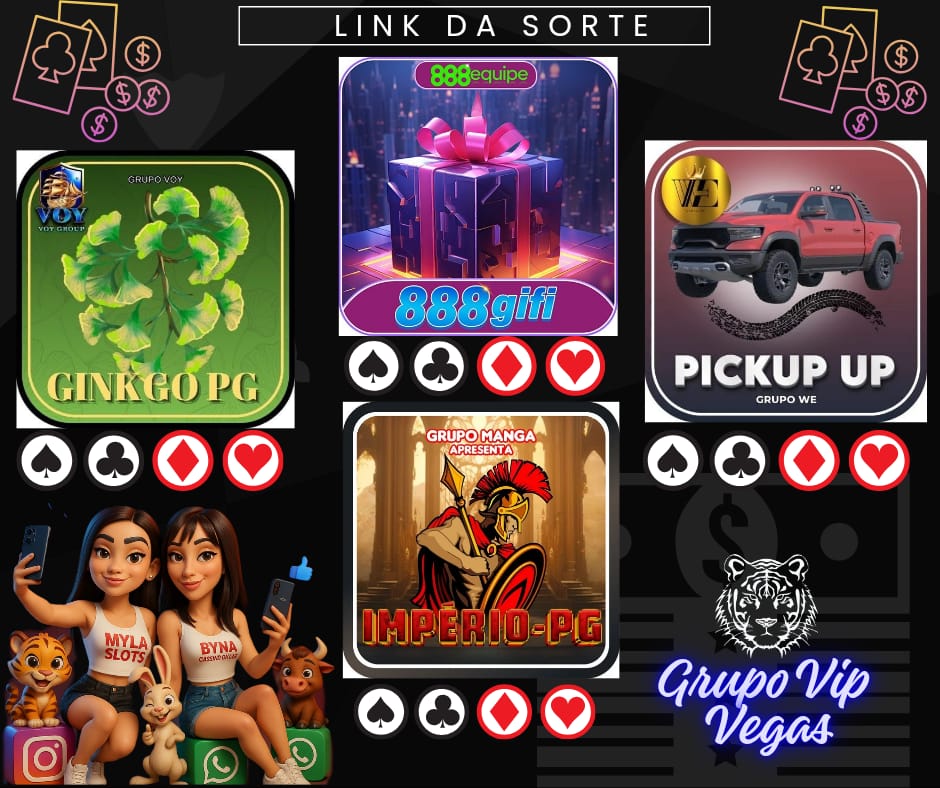 LINK DA SORTE
888equipe
888gifi
VOY
VOY GROUP
GRUPO VOY
GINKGO PG
WE
PICKUP UP
GRUPO WE
GRUPO MANGA
APRESENTA
IMPÉRIO-PG
MYLA
SLOTS
BYNA
Grupo Vip
Vegas